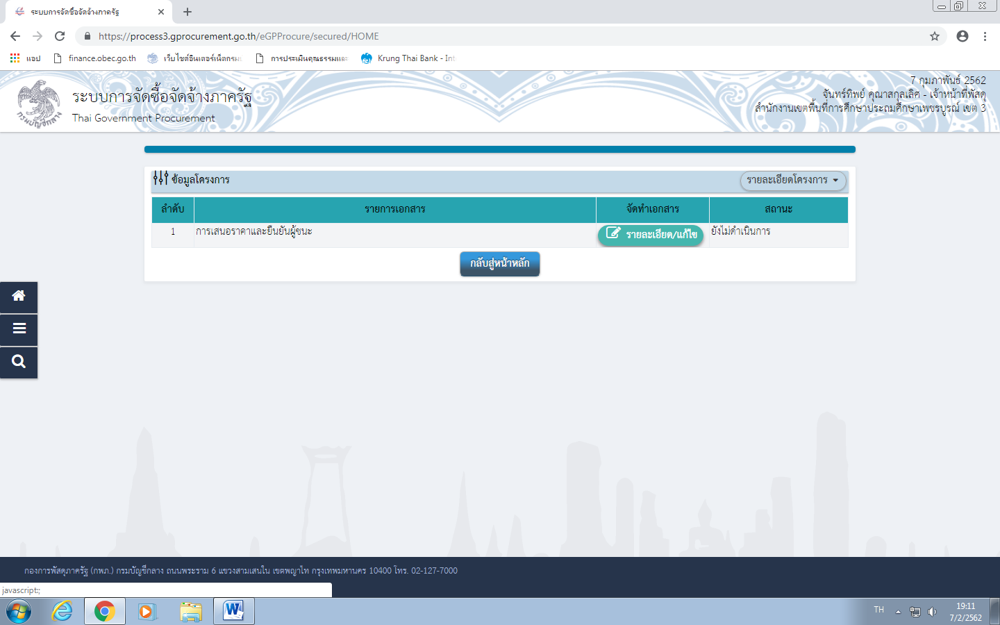 ระบบการจัดซื้อจัดจ้างภาครัฐ
https://process3.gprocurement.go.th/eGPProcure/secured/HOME
แอป finance.obec.go.th เว็บไซต์อินเตอร์เน็ตกรม การประเมินคุณธรรมและ Krung Thai Bank - Int
ระบบการจัดซื้อจัดจ้างภาครัฐ
Thai Government Procurement
7 กุมภาพันธ์ 2562
จันทร์ทิพย์ คุณาสกุลเลิศ - เจ้าหน้าที่พัสดุ
สำนักงานเขตพื้นที่การศึกษาประถมศึกษาเพชรบูรณ์ เขต 3
ข้อมูลโครงการ รายละเอียดโครงการ
ลำดับ รายการเอกสาร จัดทำเอกสาร สถานะ
1 การเสนอราคาและยืนยันผู้ชนะ รายละเอียด/แก้ไข ยังไม่ดำเนินการ
กลับสู่หน้าหลัก
กองการพัสดุภาครัฐ (กพภ.) กรมบัญชีกลาง ถนนพระราม 6 แขวงสามเสนใน เขตพญาไท กรุงเทพมหานคร 10400 โทร. 02-127-7000
javascript:;
TH 19:11
7/2/2562